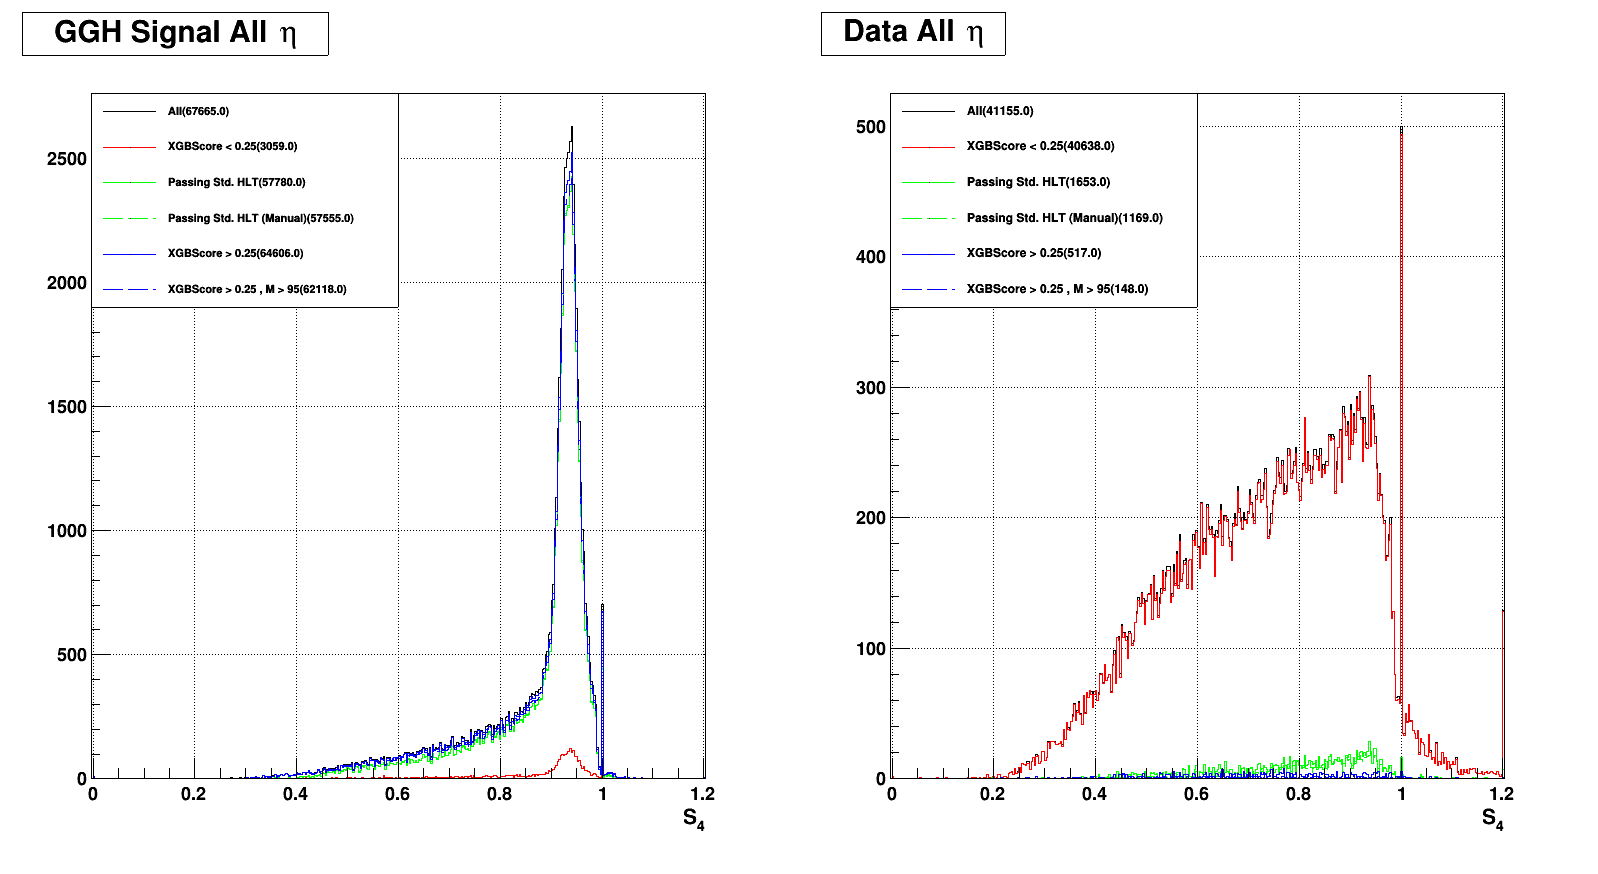 GGH Signal All η
All(67665.0)
XGBScore < 0.25(3059.0)
Passing Std. HLT(57780.0)
Passing Std. HLT (Manual)(57555.0)
XGBScore > 0.25(64606.0)
XGBScore > 0.25 , M > 95(62118.0)
2500
2000
1500
1000
500
0
0 0.2 0.4 0.6 0.8 1 1.2
S4
Data All η
All(41155.0)
XGBScore < 0.25(40638.0)
Passing Std. HLT(1653.0)
Passing Std. HLT (Manual)(1169.0)
XGBScore > 0.25(517.0)
XGBScore > 0.25 , M > 95(148.0)
500
400
300
200
100
0
0 0.2 0.4 0.6 0.8 1 1.2
S4